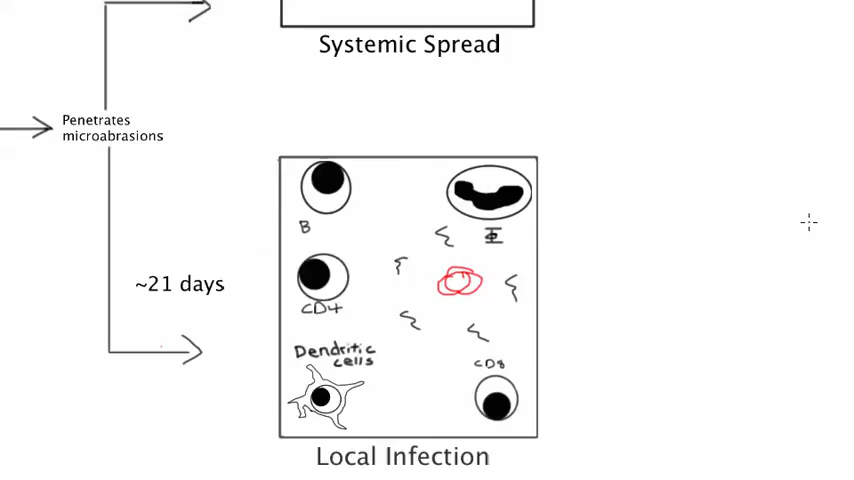 Systemic Spread
Penetrates
microabrasions
B
~21 days
CD4
Dendritic
cells
CD8
Local Infection